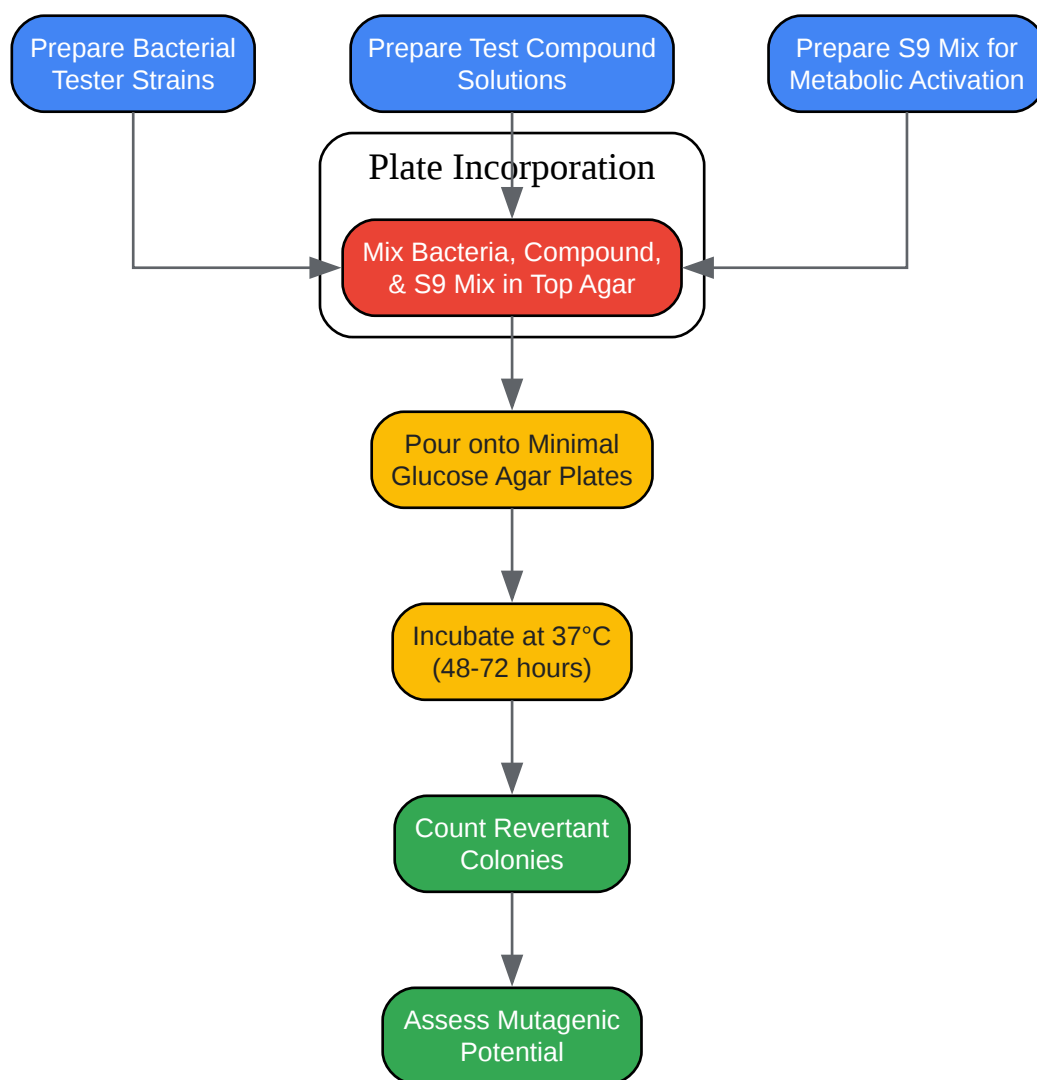 Prepare Bacterial
Tester Strains
Prepare Test Compound
Solutions
Prepare S9 Mix for
Metabolic Activation
Plate Incorporation
Mix Bacteria, Compound,
& S9 Mix in Top Agar
Pour onto Minimal
Glucose Agar Plates
Incubate at 37°C
(48-72 hours)
Count Revertant
Colonies
Assess Mutagenic
Potential